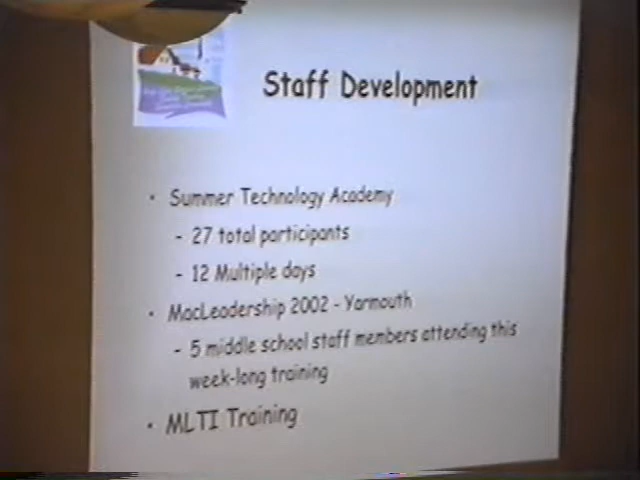 Staff Development
• Summer Technology Academy
- 27 total participants
- 12 Multiple days
• MacLeadership 2002 - Yarmouth
- 5 middle school staff members attending this
week-long training
• MLTI Training